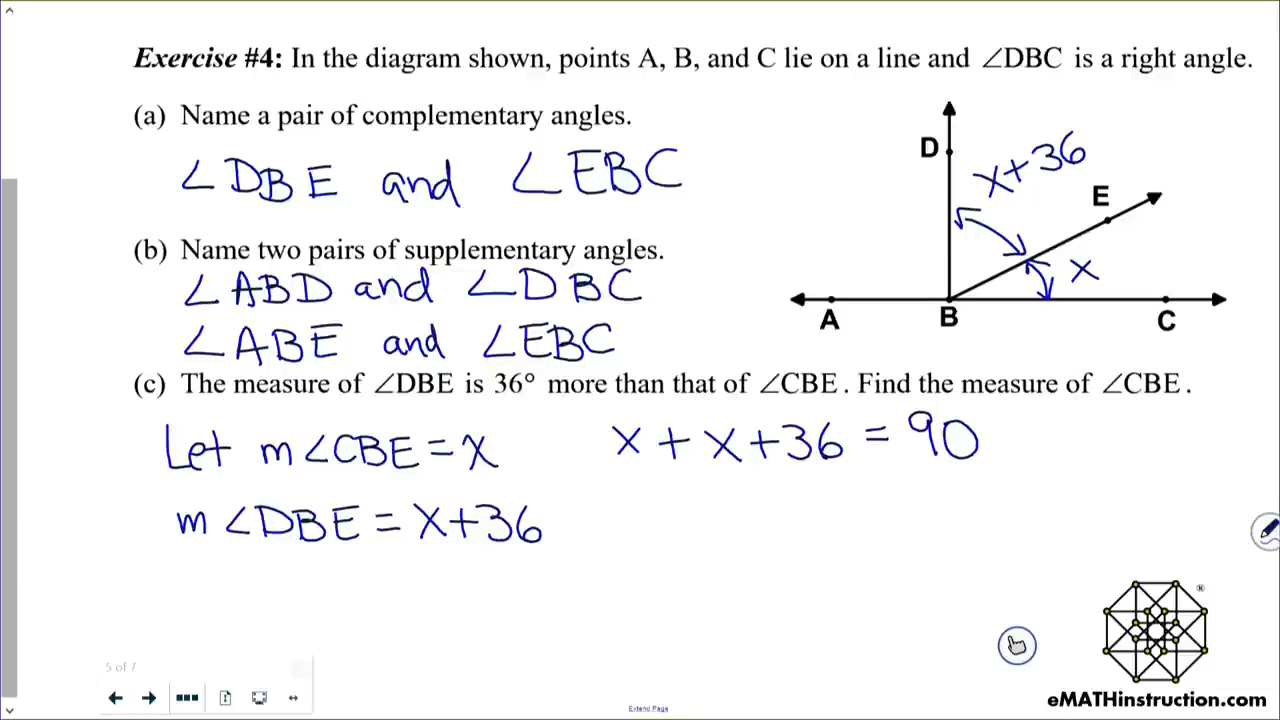 Exercise #4: In the diagram shown, points A, B, and C lie on a line and ∠DBC is a right angle.
(a) Name a pair of complementary angles.
∠DBE and ∠EBC
(b) Name two pairs of supplementary angles.
∠ABD and ∠DBC
∠ABE and ∠EBC
D
x+36
E
x
A
B
C
(c) The measure of ∠DBE is 36° more than that of ∠CBE. Find the measure of ∠CBE.
Let m∠CBE = x
x + x + 36 = 90
m∠DBE = x+36
5 of 7
Extend Page
®
eMATHinstruction.com